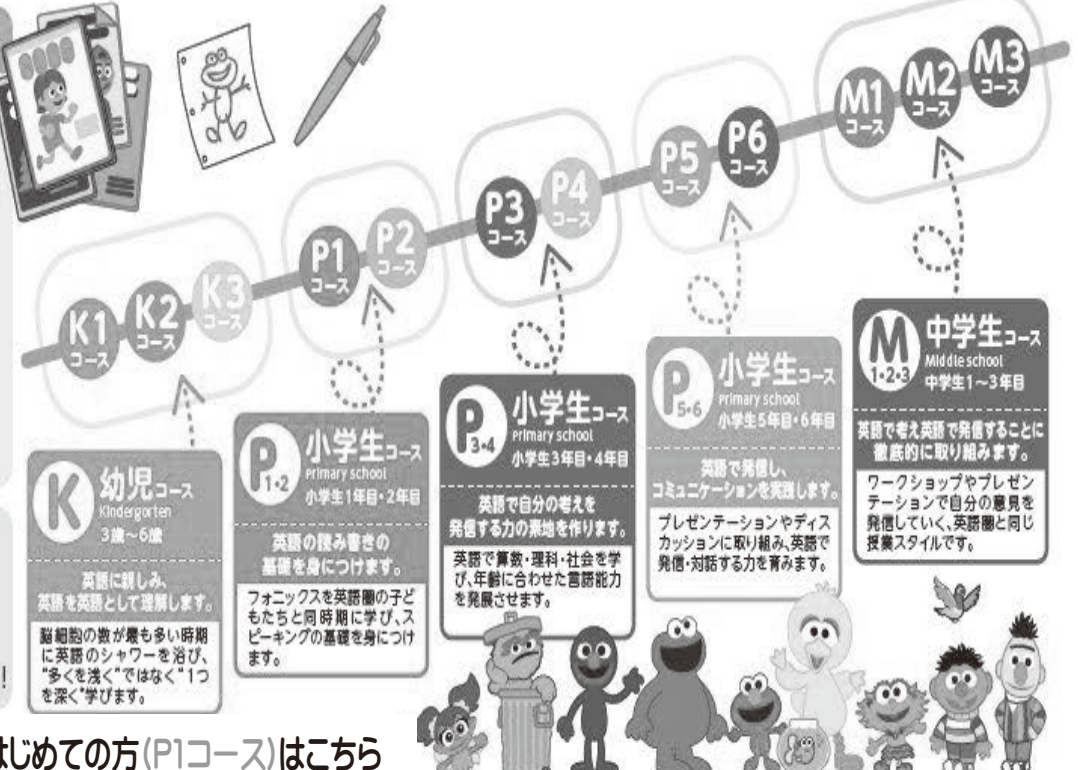 K1
コース
K2
コース
K3
コース
P1
コース
P2
コース
P3
コース
P4
コース
P5
コース
P6
コース
M1
コース
M2
コース
M3
コース
K
幼児コース
Kindergarten
3歳〜6歳
英語に親しみ、
英語を英語として理解します。
脳細胞の数が最も多い時期
に英語のシャワーを浴び、
"多くを浅く"ではなく"1つ
を深く"学びます。
P
1・2
小学生コース
Primary school
小学生1年目・2年目
英語の読み書きの
基礎を身につけます。
フォニックスを英語圏の子ど
もたちと同時期に学び、ス
ピーキングの基礎を身につけ
ます。
P
3・4
小学生コース
Primary school
小学生3年目・4年目
英語で自分の考えを
発信する力の素地を作ります。
英語で算数・理科・社会を学
び、年齢に合わせた言語能力
を発展させます。
P
5・6
小学生コース
Primary school
小学生5年目・6年目
英語で発信し、
コミュニケーションを実践します。
プレゼンテーションやディス
カッションに取り組み、英語で
発信・対話する力を育みます。
M
1・2・3
中学生コース
Middle school
中学生1〜3年目
英語で考え英語で発信することに
徹底的に取り組みます。
ワークショップやプレゼン
テーションで自分の意見を
発信していく、英語圏と同じ
授業スタイルです。
!
はじめての方(P1コース)はこちら